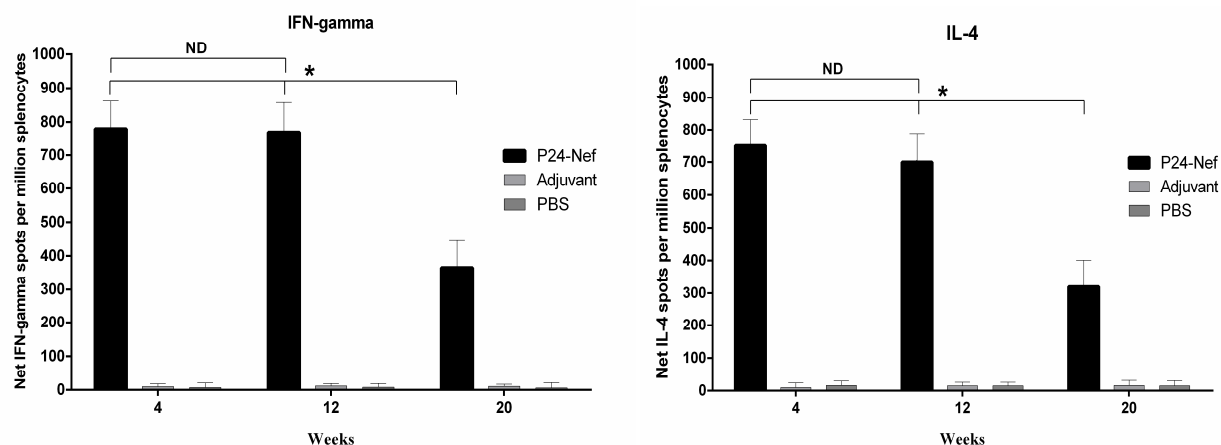 IFN-gamma
Net IFN-gamma spots per million splenocytes
1000
900
800
700
600
500
400
300
200
100
0
ND
*
P24-Nef
Adjuvant
PBS
4
12
20
Weeks
IL-4
Net IL-4 spots per million splenocytes
1000
900
800
700
600
500
400
300
200
100
0
ND
*
P24-Nef
Adjuvant
PBS
4
12
20
Weeks